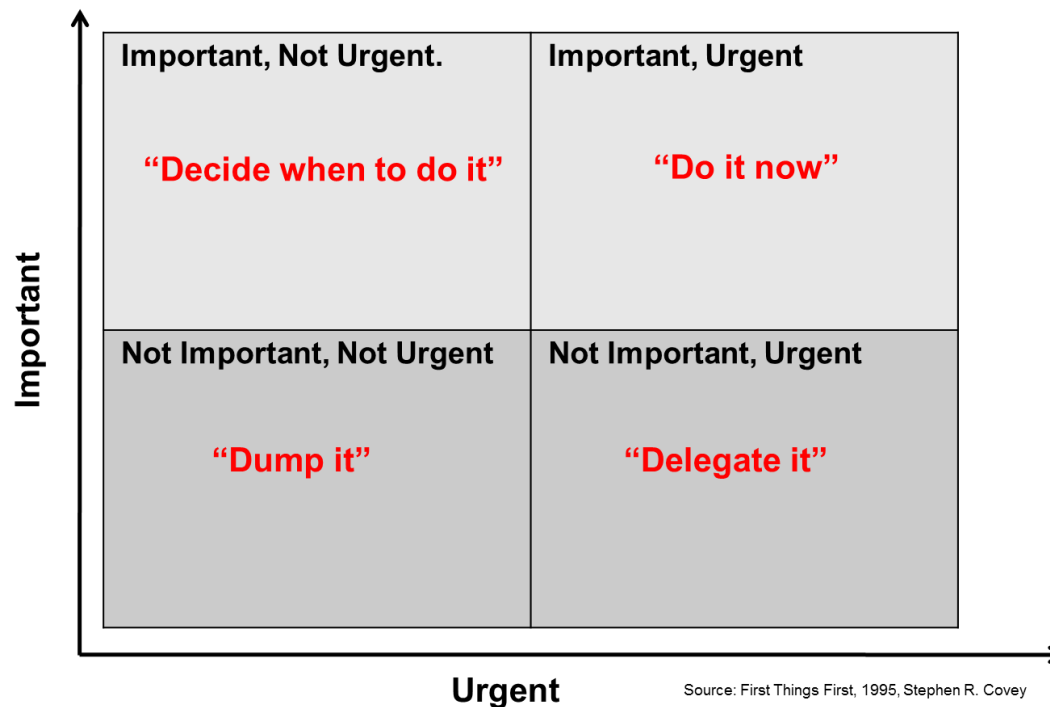 Important, Not Urgent.
Important, Urgent
“Decide when to do it”
“Do it now”
Important
Not Important, Not Urgent
Not Important, Urgent
“Dump it”
“Delegate it”
Urgent
Source: First Things First, 1995, Stephen R. Covey